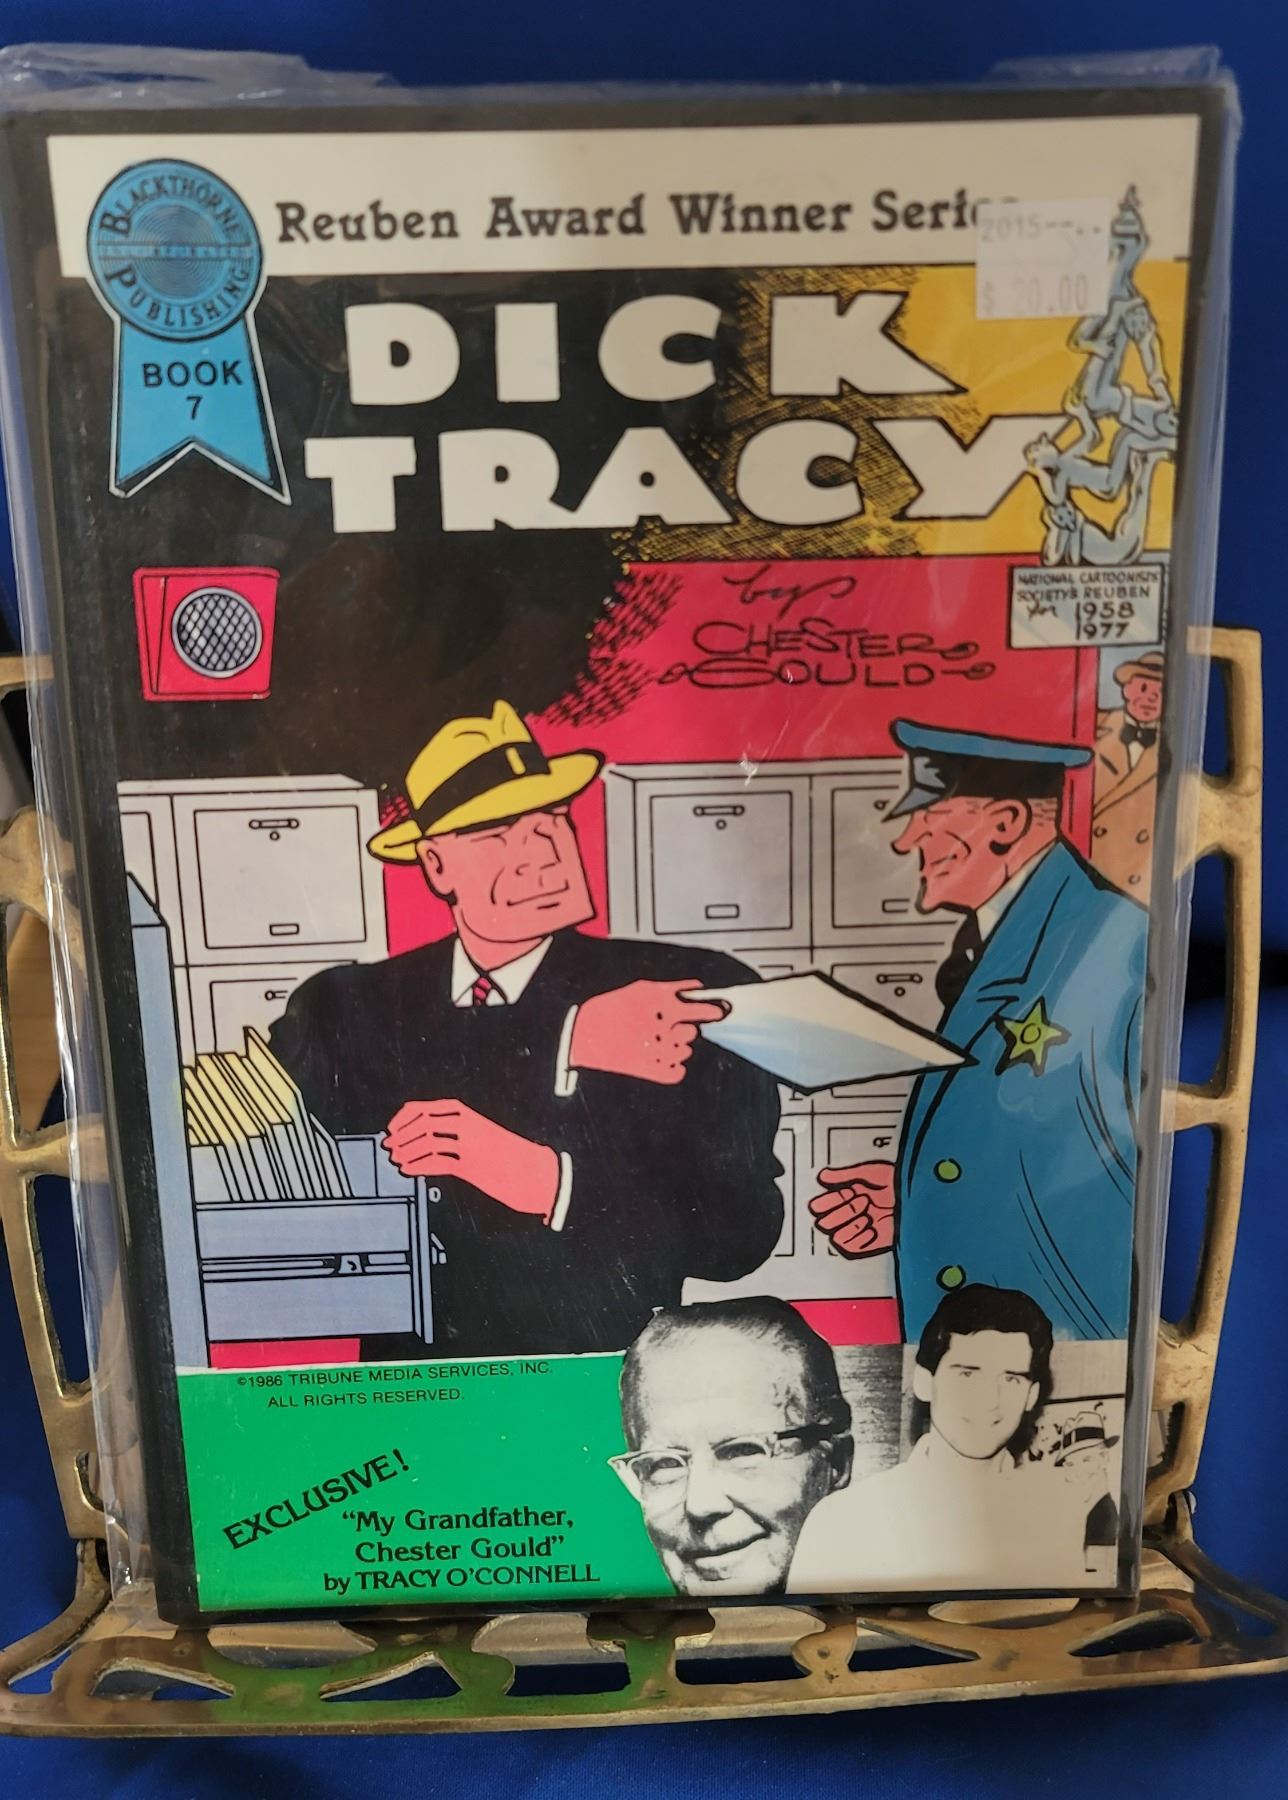 BLACKTHORNE
PUBLISHING
BOOK
7
Reuben Award Winner
2015
$ 20.00
DICK
TRACY
by
CHESTER
GOULD
NATIONAL CARTOONISTS
SOCIETY'S REUBEN
for 1958
1977
©1986 TRIBUNE MEDIA SERVICES, INC.
ALL RIGHTS RESERVED.
EXCLUSIVE!
"My Grandfather,
Chester Gould"
by TRACY O'CONNELL